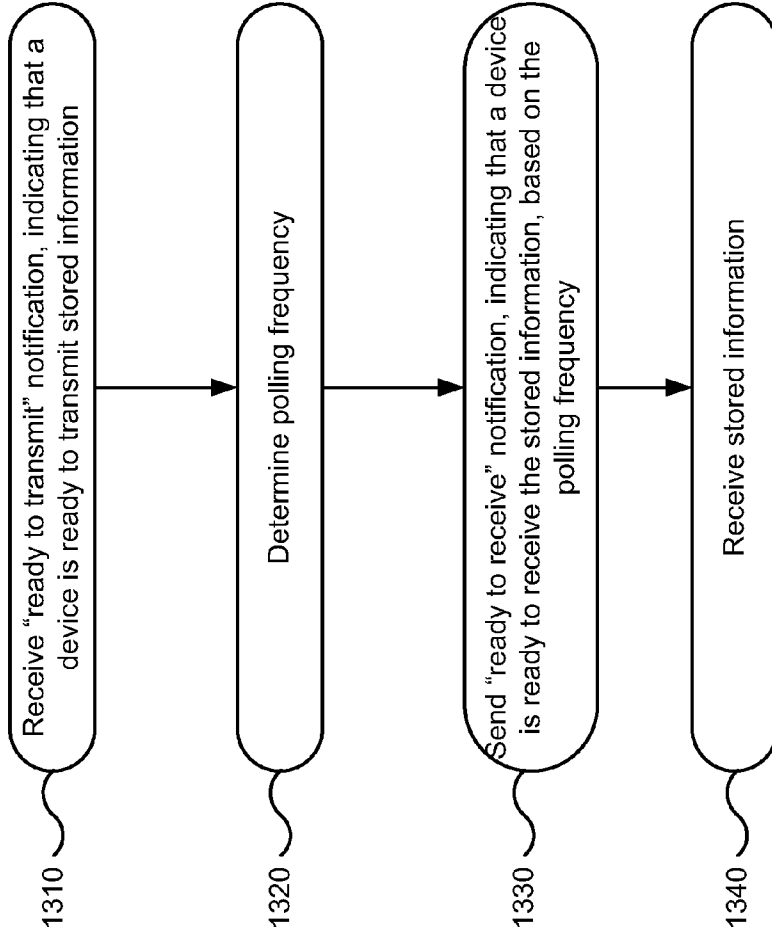 1310
Receive “ready to transmit” notification, indicating that a
device is ready to transmit stored information
1320
Determine polling frequency
1330
Send “ready to receive” notification, indicating that a device
is ready to receive the stored information, based on the
polling frequency
1340
Receive stored information